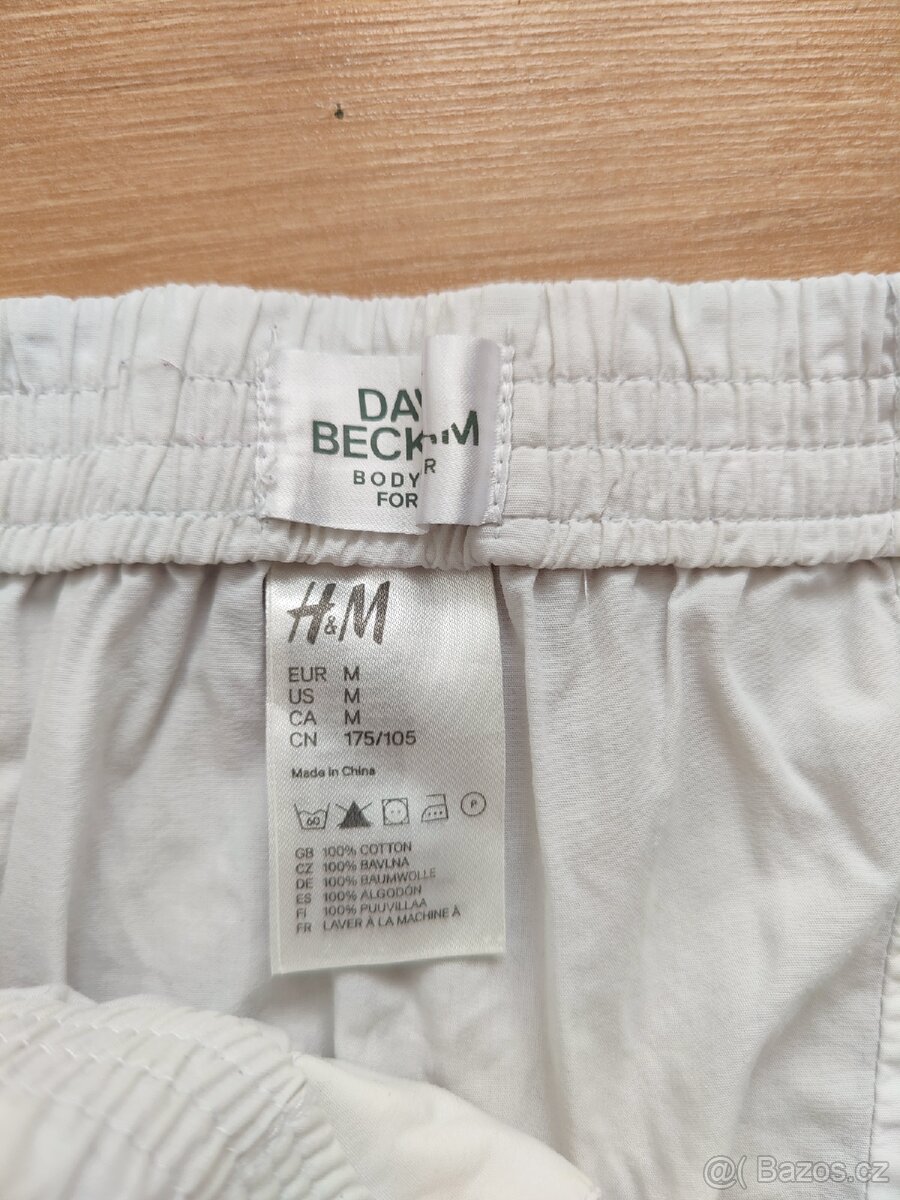 DAV
BECK
BODY R
FOR
H&M
EUR M
US M
CA M
CN 175/105
Made in China
60 P
GB 100% COTTON
CZ 100% BAVLNA
DE 100% BAUMWOLLE
ES 100% ALGODÓN
FI 100% PUUVILLAA
FR LAVER À LA MACHINE À
@( Bazos.cz